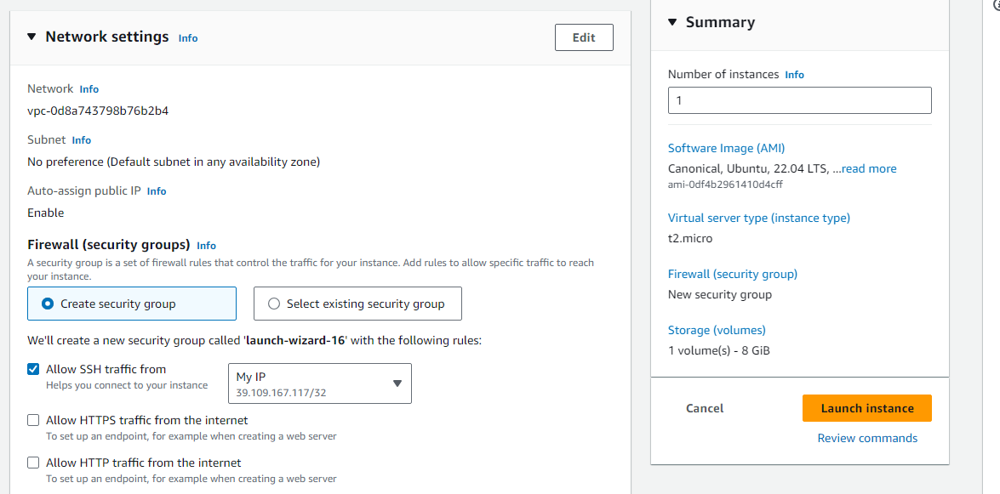 Network settings Info
Edit
Network Info
vpc-0d8a743798b76b2b4
Subnet Info
No preference (Default subnet in any availability zone)
Auto-assign public IP Info
Enable
Firewall (security groups) Info
A security group is a set of firewall rules that control the traffic for your instance. Add rules to allow specific traffic to reach
your instance.
Create security group
Select existing security group
We'll create a new security group called 'launch-wizard-16' with the following rules:
Allow SSH traffic from
Helps you connect to your instance
My IP
39.109.167.117/32
Allow HTTPS traffic from the internet
To set up an endpoint, for example when creating a web server
Allow HTTP traffic from the internet
To set up an endpoint, for example when creating a web server
Summary
Number of instances Info
1
Software Image (AMI)
Canonical, Ubuntu, 22.04 LTS, ...read more
ami-0df4b2961410d4cff
Virtual server type (instance type)
t2.micro
Firewall (security group)
New security group
Storage (volumes)
1 volume(s) - 8 GiB
Cancel
Launch instance
Review commands